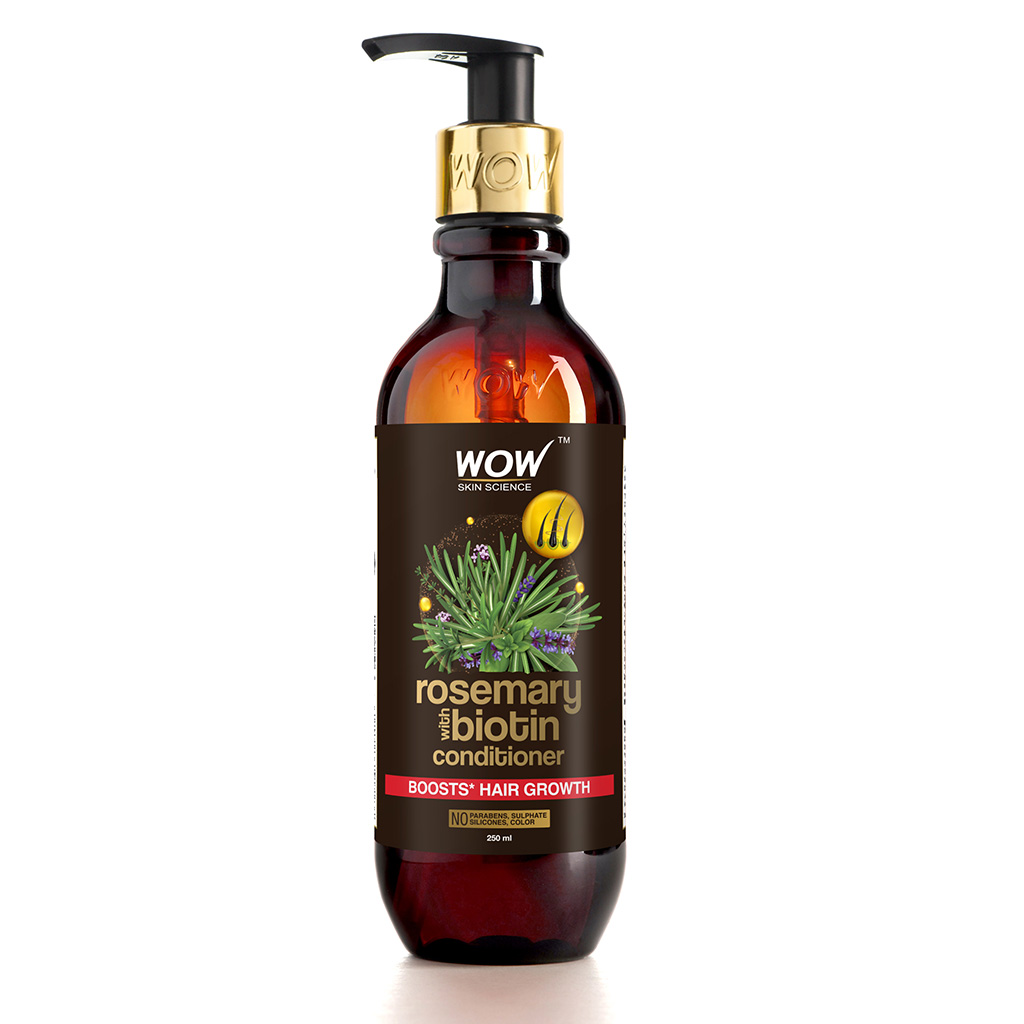 WOW
WOW
WOW™
SKIN SCIENCE
rosemary
with biotin
conditioner
BOOSTS* HAIR GROWTH
NO PARABENS, SULPHATE
SILICONES, COLOR
250 ml